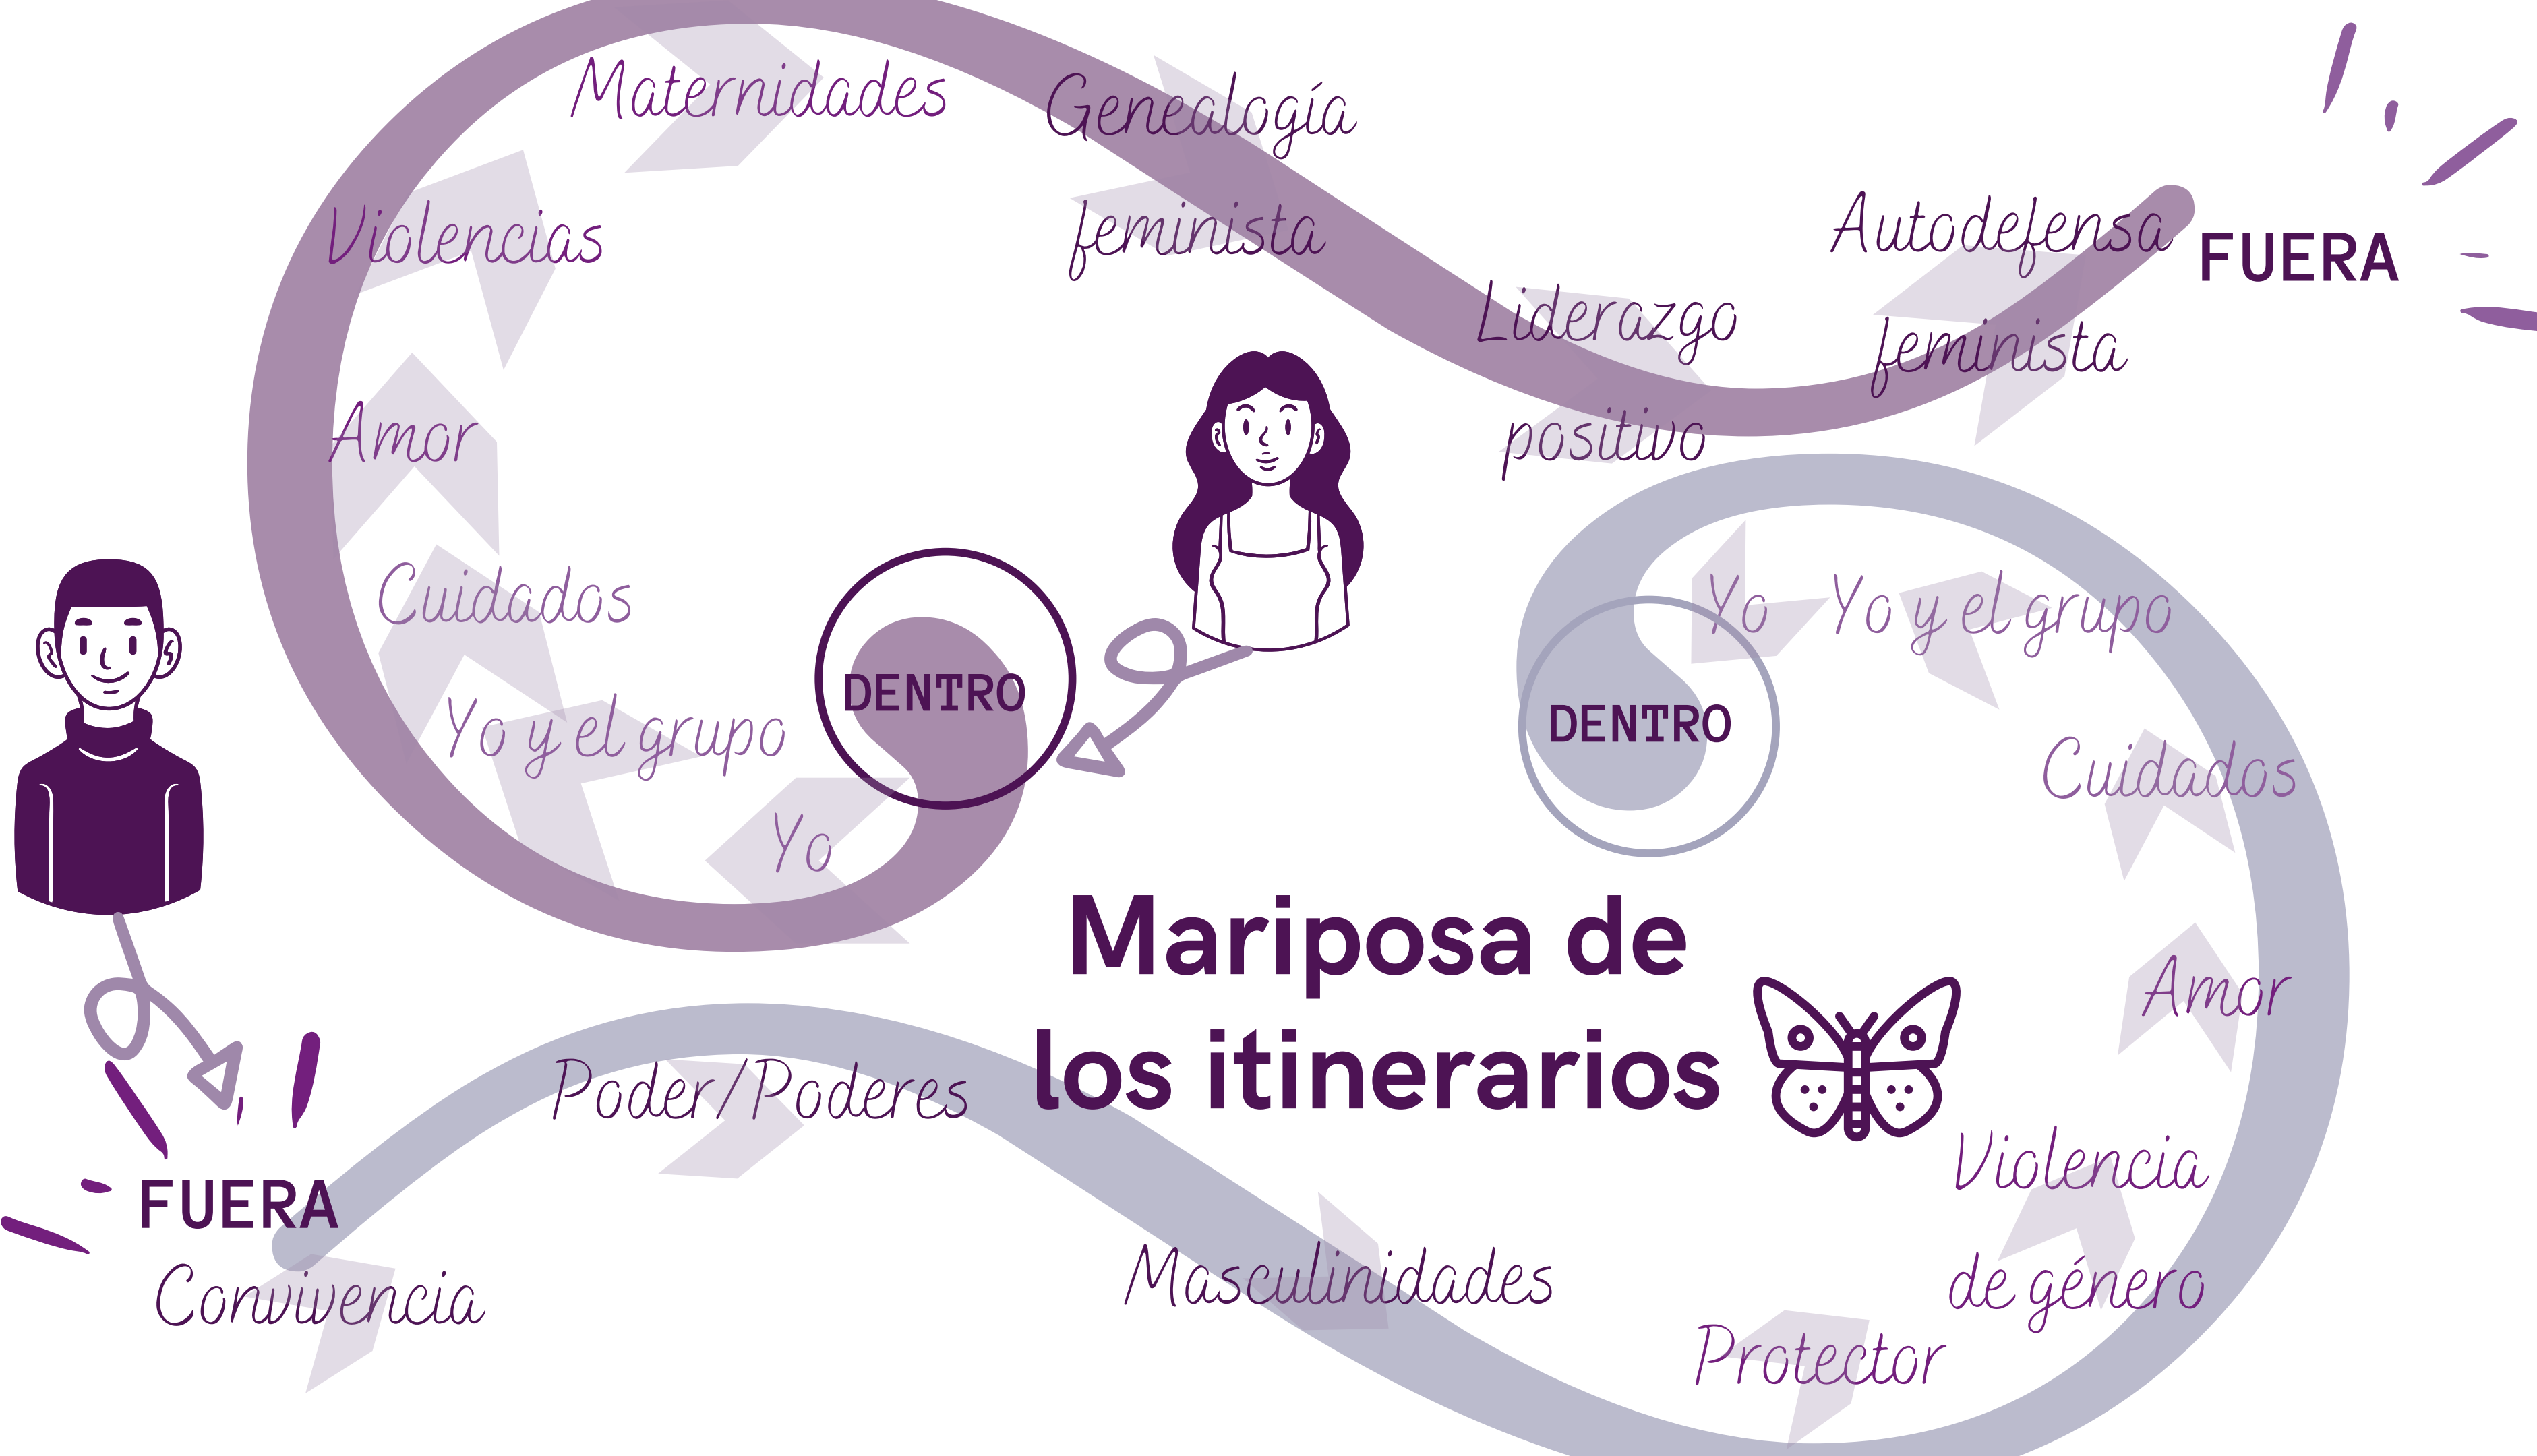 Maternidades
Genealogía
feminista
Violencias
Autodefensa
feminista
FUERA
Liderazgo
positivo
Amor
Cuidados
Yo y el grupo
Yo
DENTRO
DENTRO
Yo
Yo y el grupo
Cuidados
Amor
Violencia
de género
Protector
Masculinidades
Poder/Poderes
FUERA
Convivencia
Mariposa de
los itinerarios